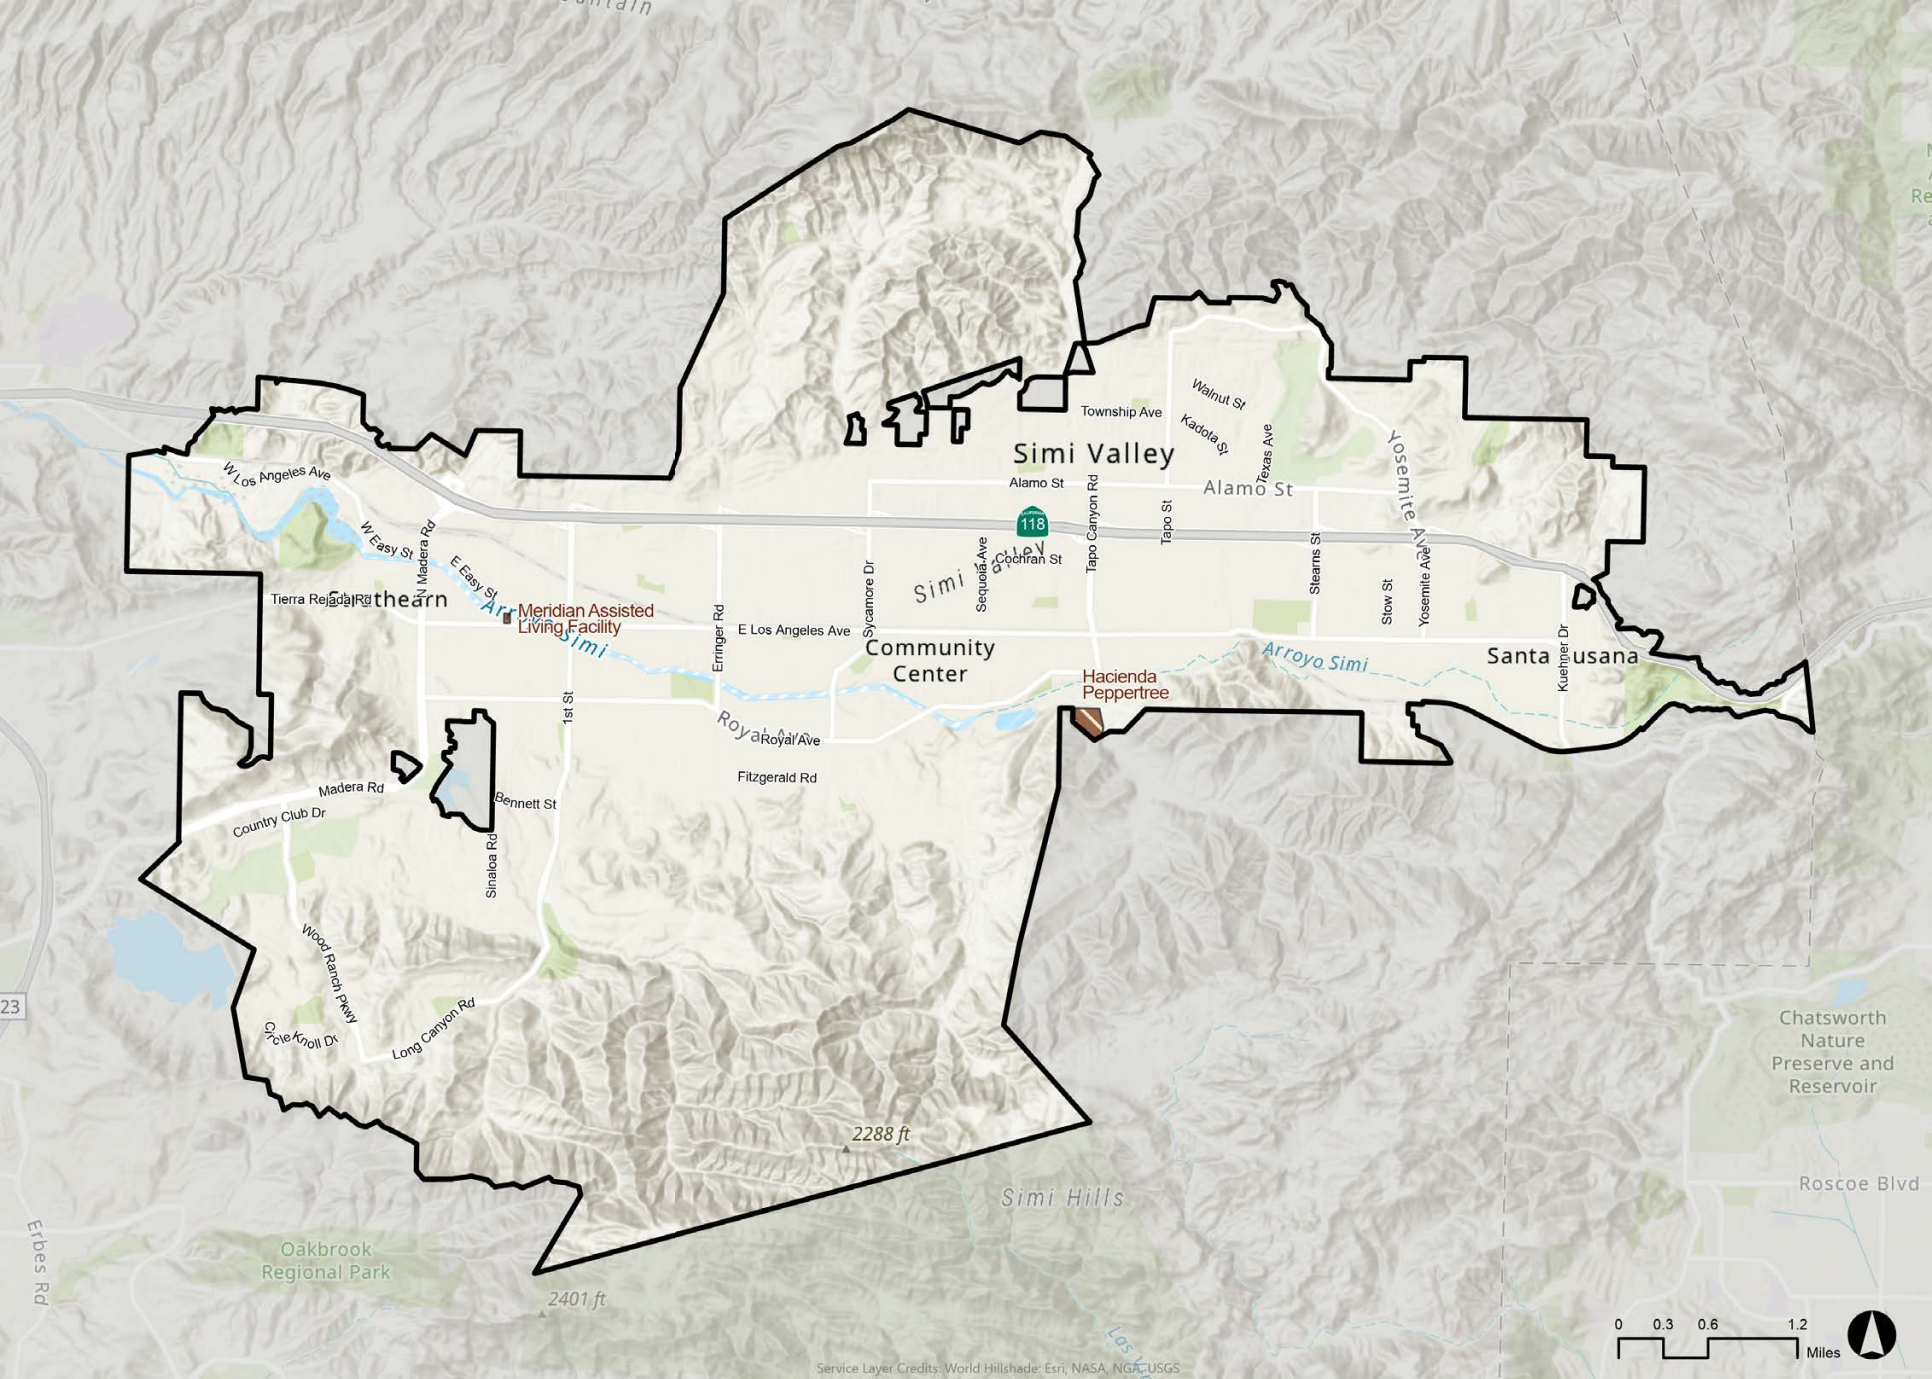 Walnut St
Township Ave
Kadota St
Texas Ave
Simi Valley
Yosemite Ave
W Los Angeles Ave
Alamo St
Alamo St
Tapo Canyon Rd
Tapo St
CALIFORNIA
118
N Madera Rd
W Easy St
E Easy St
Sequoia Ave
Simi Valley
Cochran St
Sycamore Dr
Stearns St
Stow St
Yosemite Ave
Tierra Rejada Rd
Arroyo Simi
Meridian Assisted
Living Facility
Erringer Rd
E Los Angeles Ave
Community
Center
Arroyo Simi
Santa Susana
Kuehner Dr
Hacienda
Peppertree
1st St
Royal Ave
Royal Ave
Fitzgerald Rd
Madera Rd
Country Club Dr
Bennett St
Sinaloa Rd
Wood Ranch Pkwy
Circle Knoll Dr
Long Canyon Rd
23
Chatsworth
Nature
Preserve and
Reservoir
2288 ft
Simi Hills
Roscoe Blvd
Erbes Rd
Oakbrook
Regional Park
2401 ft
0 0.3 0.6 1.2
Miles
Service Layer Credits: World Hillshade: Esri, NASA, NGA, USGS